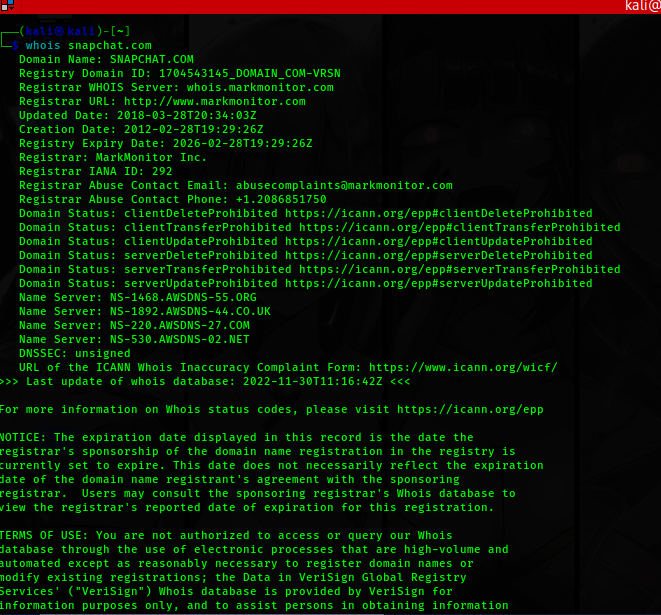 kali@
┌──(kali㉿kali)-[~]
└─$ whois snapchat.com
Domain Name: SNAPCHAT.COM
Registry Domain ID: 1704543145_DOMAIN_COM-VRSN
Registrar WHOIS Server: whois.markmonitor.com
Registrar URL: http://www.markmonitor.com
Updated Date: 2018-03-28T20:34:03Z
Creation Date: 2012-02-28T19:29:26Z
Registry Expiry Date: 2026-02-28T19:29:26Z
Registrar: MarkMonitor Inc.
Registrar IANA ID: 292
Registrar Abuse Contact Email: abusecomplaints@markmonitor.com
Registrar Abuse Contact Phone: +1.2086851750
Domain Status: clientDeleteProhibited https://icann.org/epp#clientDeleteProhibited
Domain Status: clientTransferProhibited https://icann.org/epp#clientTransferProhibited
Domain Status: clientUpdateProhibited https://icann.org/epp#clientUpdateProhibited
Domain Status: serverDeleteProhibited https://icann.org/epp#serverDeleteProhibited
Domain Status: serverTransferProhibited https://icann.org/epp#serverTransferProhibited
Domain Status: serverUpdateProhibited https://icann.org/epp#serverUpdateProhibited
Name Server: NS-1468.AWSDNS-55.ORG
Name Server: NS-1892.AWSDNS-44.CO.UK
Name Server: NS-220.AWSDNS-27.COM
Name Server: NS-530.AWSDNS-02.NET
DNSSEC: unsigned
URL of the ICANN Whois Inaccuracy Complaint Form: https://www.icann.org/wicf/
>>> Last update of whois database: 2022-11-30T11:16:42Z <<<
For more information on Whois status codes, please visit https://icann.org/epp
NOTICE: The expiration date displayed in this record is the date the
registrar's sponsorship of the domain name registration in the registry is
currently set to expire. This date does not necessarily reflect the expiration
date of the domain name registrant's agreement with the sponsoring
registrar.  Users may consult the sponsoring registrar's Whois database to
view the registrar's reported date of expiration for this registration.
TERMS OF USE: You are not authorized to access or query our Whois
database through the use of electronic processes that are high-volume and
automated except as reasonably necessary to register domain names or
modify existing registrations; the Data in VeriSign Global Registry
Services' ("VeriSign") Whois database is provided by VeriSign for
information purposes only, and to assist persons in obtaining information